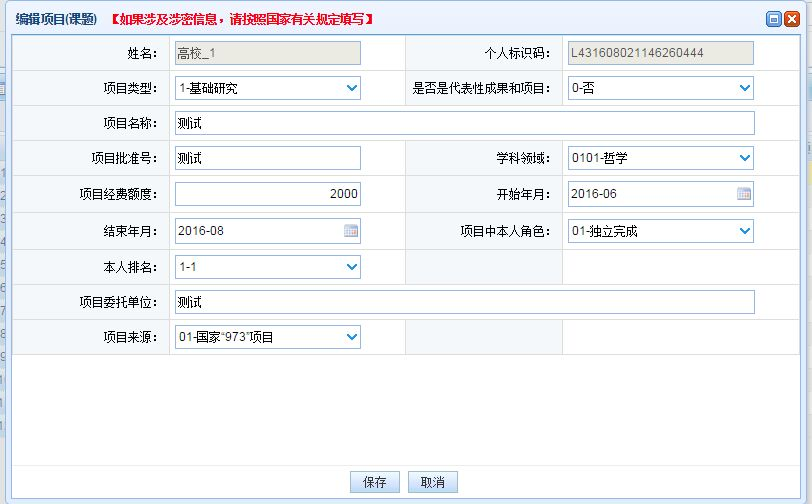 编辑项目(课题) 【如果涉及涉密信息，请按照国家有关规定填写】
姓名： 高校_1 个人标识码： L431608021146260444
项目类型： 1-基础研究 是否是代表性成果和项目： 0-否
项目名称： 测试
项目批准号： 测试 学科领域： 0101-哲学
项目经费额度： 2000 开始年月： 2016-06
结束年月： 2016-08 项目中本人角色： 01-独立完成
本人排名： 1-1
项目委托单位： 测试
项目来源： 01-国家“973”项目
保存 取消